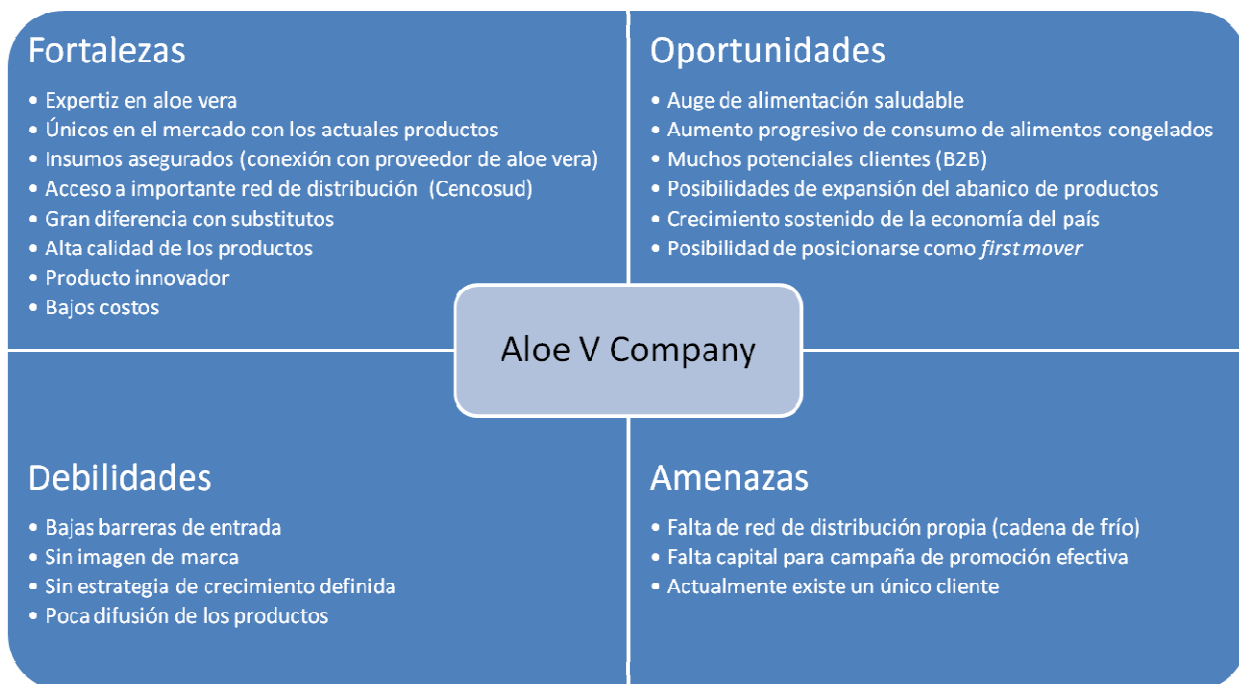 Fortalezas
• Expertiz en aloe vera
• Únicos en el mercado con los actuales productos
• Insumos asegurados (conexión con proveedor de aloe vera)
• Acceso a importante red de distribución (Cencosud)
• Gran diferencia con substitutos
• Alta calidad de los productos
• Producto innovador
• Bajos costos
Oportunidades
• Auge de alimentación saludable
• Aumento progresivo de consumo de alimentos congelados
• Muchos potenciales clientes (B2B)
• Posibilidades de expansión del abanico de productos
• Crecimiento sostenido de la economía del país
• Posibilidad de posicionarse como first mover
Aloe V Company
Debilidades
• Bajas barreras de entrada
• Sin imagen de marca
• Sin estrategia de crecimiento definida
• Poca difusión de los productos
Amenazas
• Falta de red de distribución propia (cadena de frío)
• Falta capital para campaña de promoción efectiva
• Actualmente existe un único cliente